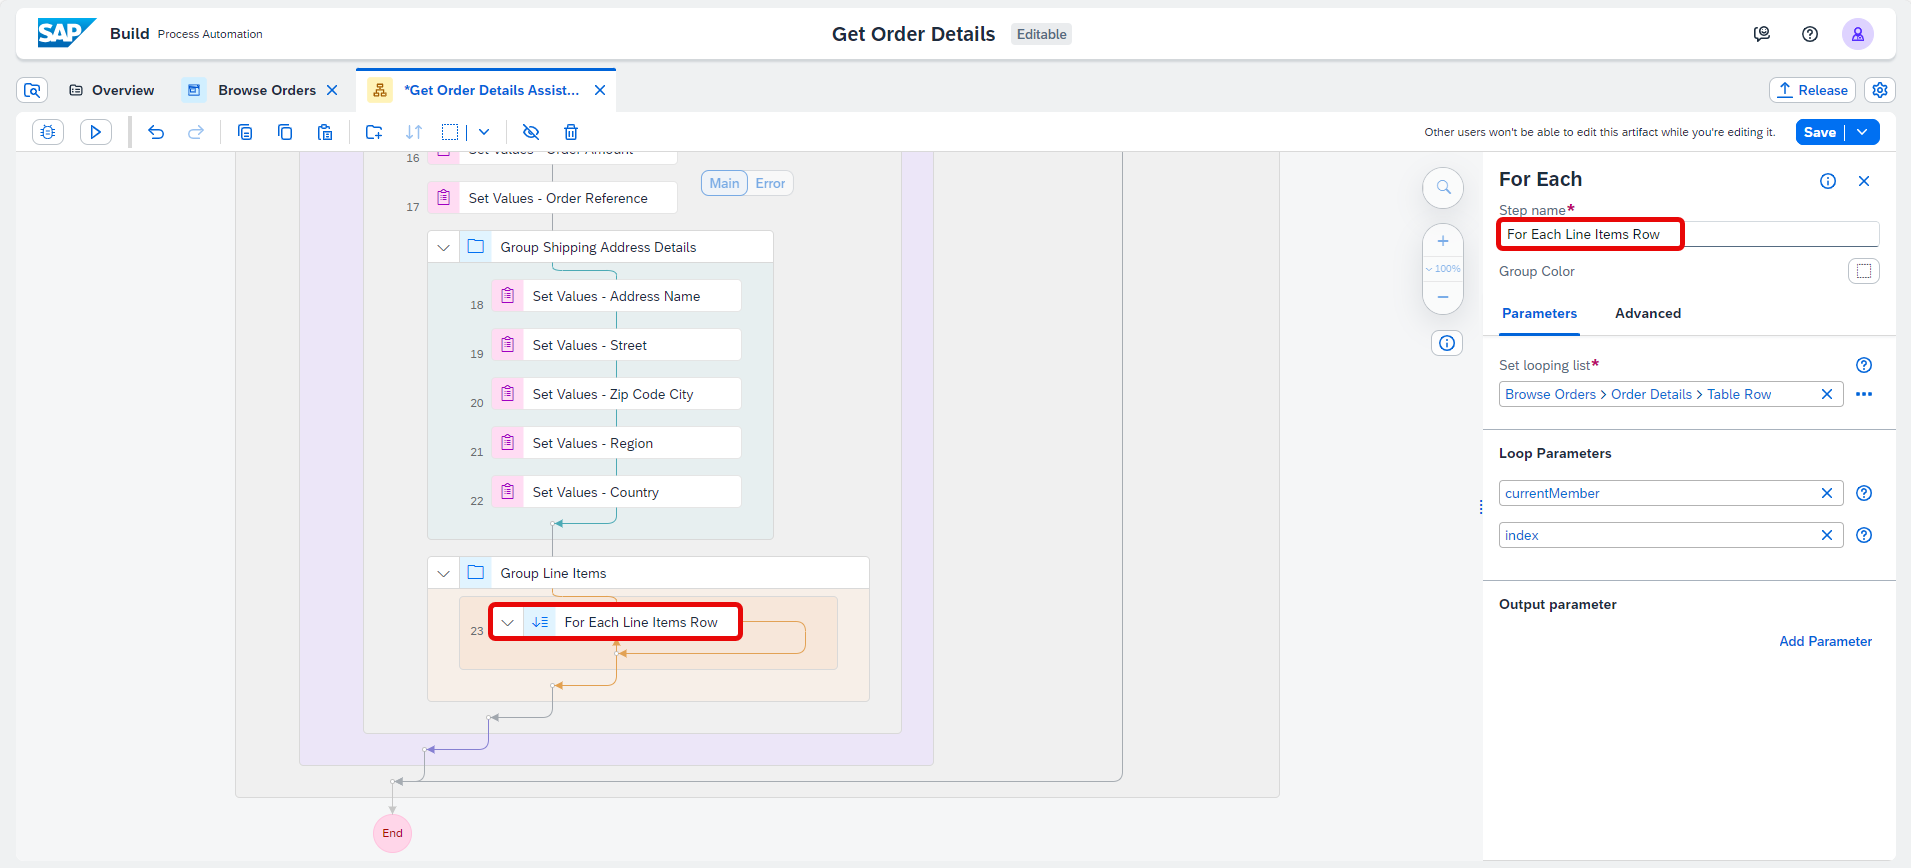 SAP Build Process Automation
Get Order Details Editable
Overview
Browse Orders
*Get Order Details Assist...
Release
Other users won't be able to edit this artifact while you're editing it.
Save
16 Set Values - Order Amount
Main Error
17 Set Values - Order Reference
Group Shipping Address Details
18 Set Values - Address Name
19 Set Values - Street
20 Set Values - Zip Code City
21 Set Values - Region
22 Set Values - Country
Group Line Items
23 For Each Line Items Row
End
100%
For Each
Step name*
For Each Line Items Row
Group Color
Parameters Advanced
Set looping list*
Browse Orders > Order Details > Table Row
Loop Parameters
currentMember
index
Output parameter
Add Parameter